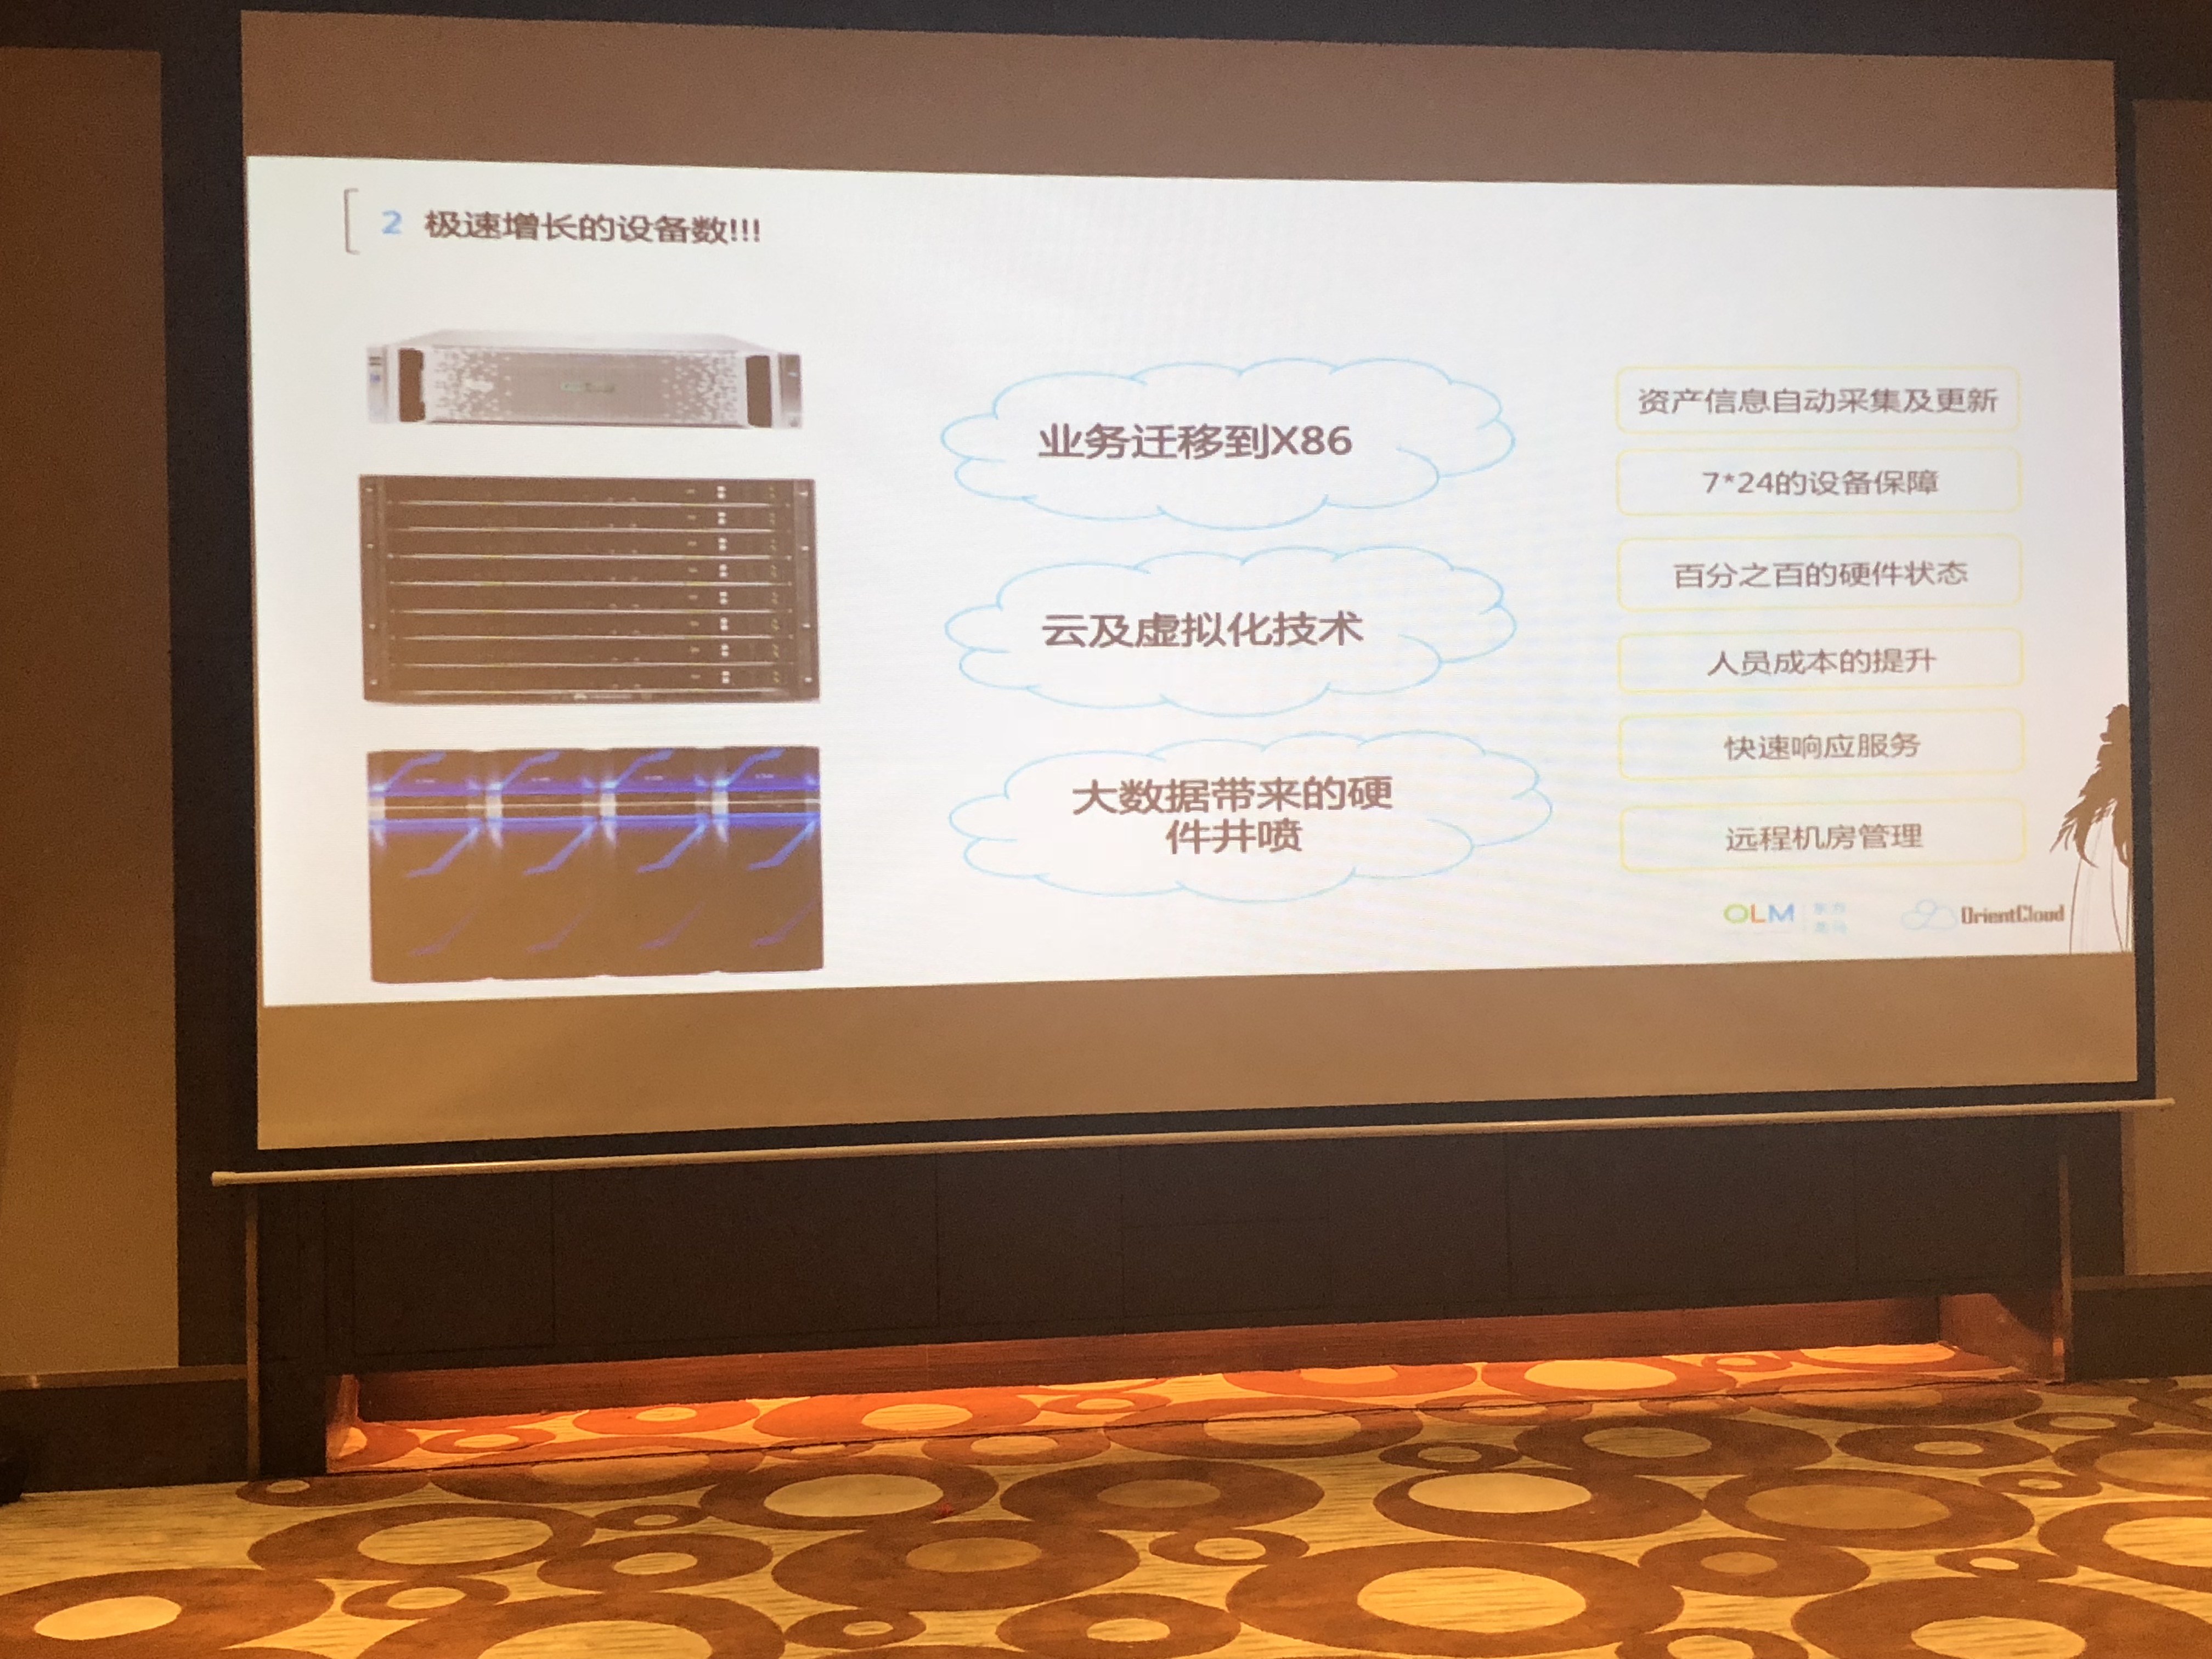 2 极速增长的设备数!!!
业务迁移到X86
云及虚拟化技术
大数据带来的硬
件井喷
资产信息自动采集及更新
7*24的设备保障
百分之百的硬件状态
人员成本的提升
快速响应服务
远程机房管理
OLM 东方
龙马
OrientCloud